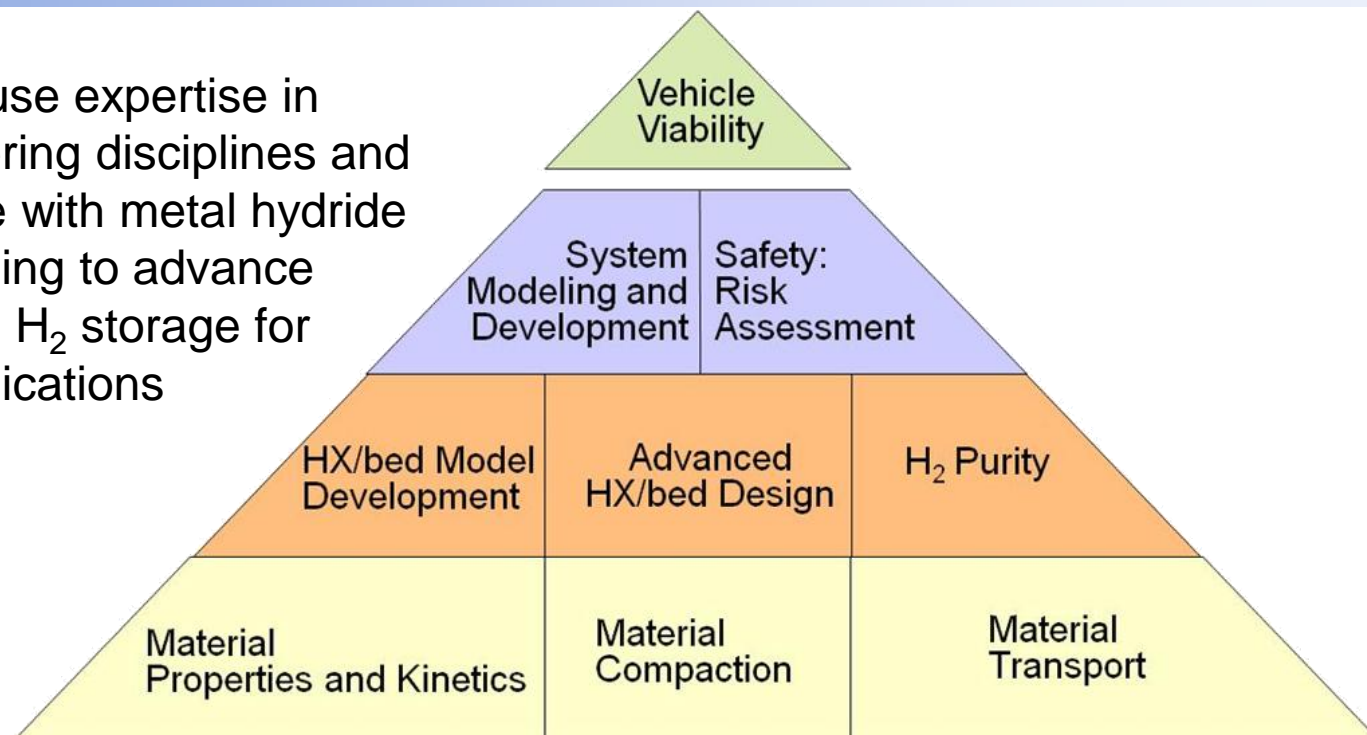 use expertise in
ring disciplines and
with metal hydride
ing to advance
H₂ storage for
ications
Vehicle
Viability
System
Modeling and
Development
Safety:
Risk
Assessment
HX/bed Model
Development
Advanced
HX/bed Design
H₂ Purity
Material
Properties and Kinetics
Material
Compaction
Material
Transport